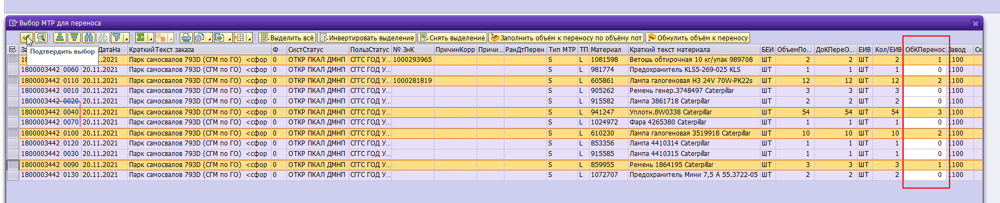 Выбор МТР для переноса
Выделить всё Инвертировать выделение Снять выделение Заполнить объём к переносу по объёму пот Обнулить объём к переносу
За ДатаНа КраткийТекст заказа Ф СистСтатус ПользСтатус № ЗнК ПричинКорр Причи... РанДтПерен Тип МТР ТП Материал Краткий текст материала БЕИ ОбъемПо... ДоКПереО... ЕИВ Кол/ЕИВ ОбКПеренос Завод Ск
Подтвердить выбор
18 .11.2021 Парк самосвалов 793D (СГМ по ГО) <сфор 0 ОТКР ПКАЛ ДМНП СГГС ГОД У... 1000293965 S L 1081598 Ветошь обтирочная 10 кг/упак 989708 ШТ 2 2 ШТ 2 1 1100
1800003442 0060 20.11.2021 Парк самосвалов 793D (СГМ по ГО) <сфор 0 ОТКР ПКАЛ ДМНП СГГС ГОД У... S L 981774 Предохранитель KLS5-269-025 KLS ШТ 1 1 ШТ 1 0 1100
1800003442 0110 20.11.2021 Парк самосвалов 793D (СГМ по ГО) <сфор 0 ОТКР ПКАЛ ДМНП СГГС ГОД У... 1000281819 S L 605861 Лампа галогеновая H3 24V 70W-PK22s ШТ 12 12 ШТ 12 2 1100
1800003442 0010 20.11.2021 Парк самосвалов 793D (СГМ по ГО) <сфор 0 ОТКР ПКАЛ ДМНП СГГС ГОД У... S L 905262 Ремень генер.3748497 Caterpillar ШТ 3 3 ШТ 3 0 1100
1800003442 0020 20.11.2021 Парк самосвалов 793D (СГМ по ГО) <сфор 0 ОТКР ПКАЛ ДМНП СГГС ГОД У... S L 915582 Лампа 3861718 Caterpillar ШТ 2 2 ШТ 2 0 1100
1800003442 0040 20.11.2021 Парк самосвалов 793D (СГМ по ГО) <сфор 0 ОТКР ПКАЛ ДМНП СГГС ГОД У... S L 941247 Уплотн.8W0338 Caterpillar ШТ 54 54 ШТ 54 3 1100
1800003442 0070 20.11.2021 Парк самосвалов 793D (СГМ по ГО) <сфор 0 ОТКР ПКАЛ ДМНП СГГС ГОД У... S L 1024972 Фара 4265380 Caterpillar ШТ 1 1 ШТ 1 0 1100
1800003442 0100 20.11.2021 Парк самосвалов 793D (СГМ по ГО) <сфор 0 ОТКР ПКАЛ ДМНП СГГС ГОД У... S L 610230 Лампа галогеновая 3519918 Caterpillar ШТ 10 10 ШТ 10 2 1100
1800003442 0120 20.11.2021 Парк самосвалов 793D (СГМ по ГО) <сфор 0 ОТКР ПКАЛ ДМНП СГГС ГОД У... S L 853356 Лампа 4410314 Caterpillar ШТ 1 1 ШТ 1 0 1100
1800003442 0030 20.11.2021 Парк самосвалов 793D (СГМ по ГО) <сфор 0 ОТКР ПКАЛ ДМНП СГГС ГОД У... S L 915585 Лампа 4410315 Caterpillar ШТ 1 1 ШТ 1 0 1100
1800003442 0090 20.11.2021 Парк самосвалов 793D (СГМ по ГО) <сфор 0 ОТКР ПКАЛ ДМНП СГГС ГОД У... S L 859955 Ремень 1864195 Caterpillar ШТ 3 3 ШТ 3 1 1100
1800003442 0130 20.11.2021 Парк самосвалов 793D (СГМ по ГО) <сфор 0 ОТКР ПКАЛ ДМНП СГГС ГОД У... S L 1072707 Предохранитель Мини 7,5 А 55.3722-05 ШТ 2 2 ШТ 2 0 1100